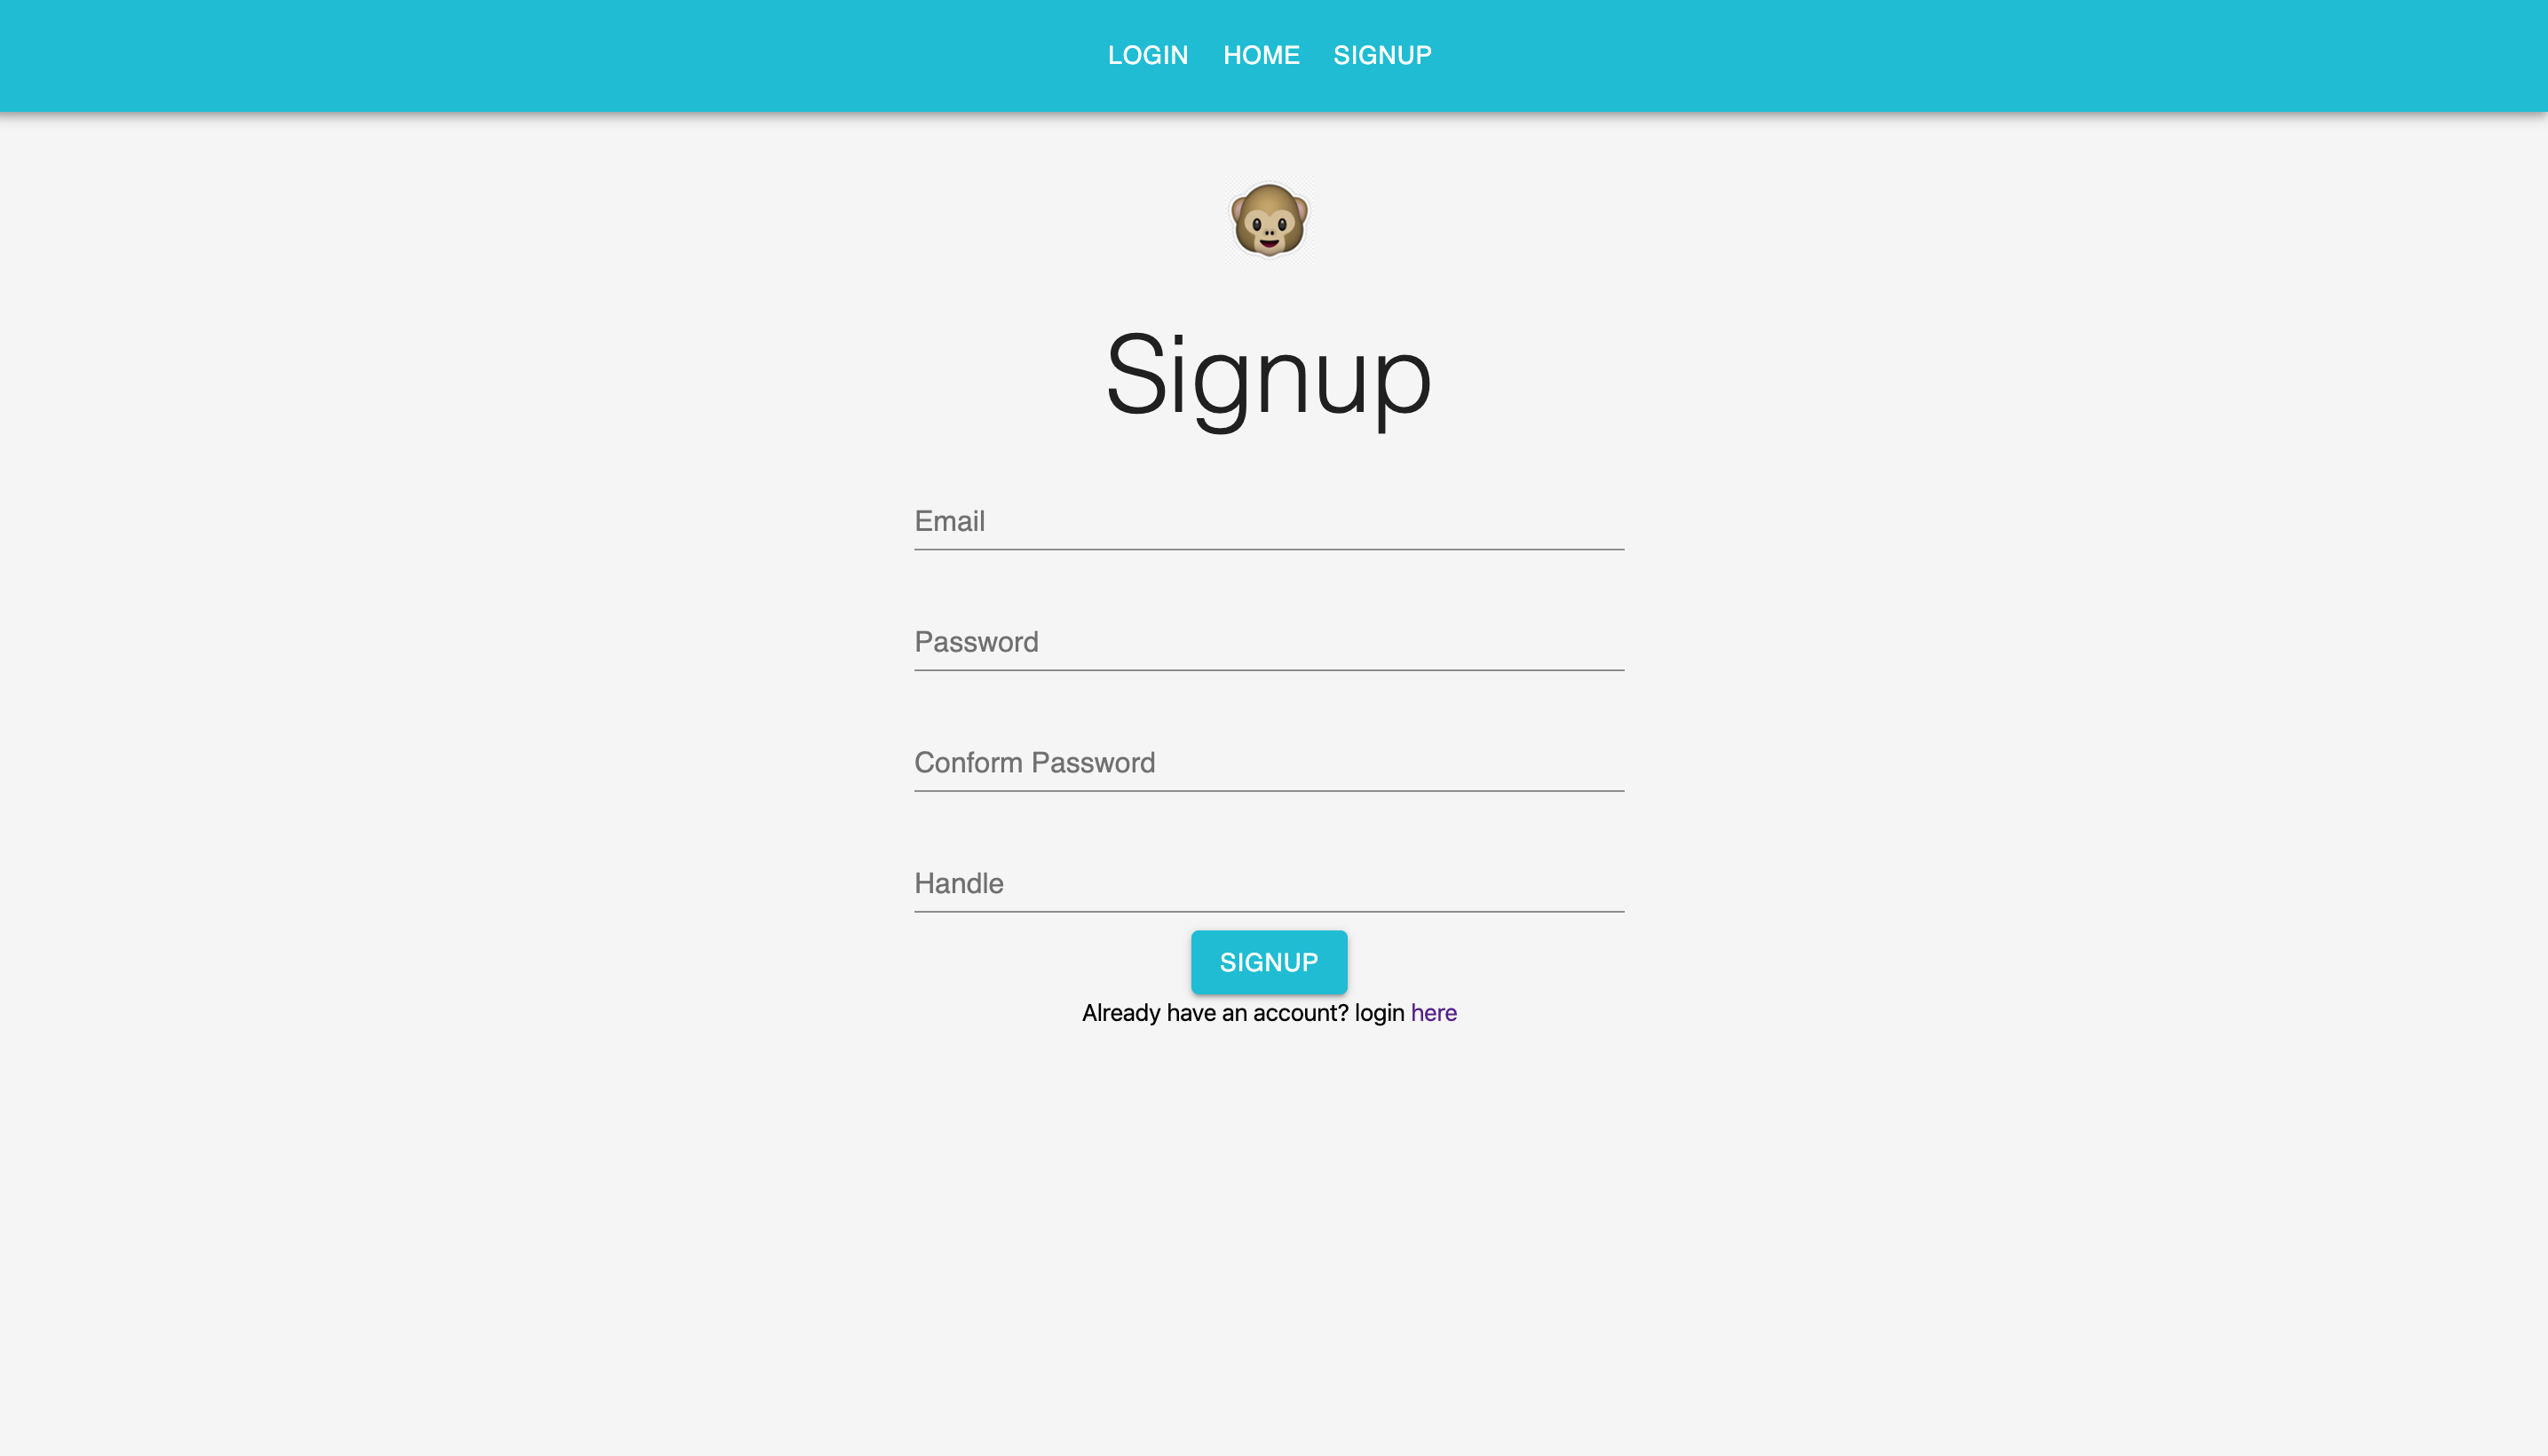 LOGIN HOME SIGNUP
Signup
Email
Password
Conform Password
Handle
SIGNUP
Already have an account? login here